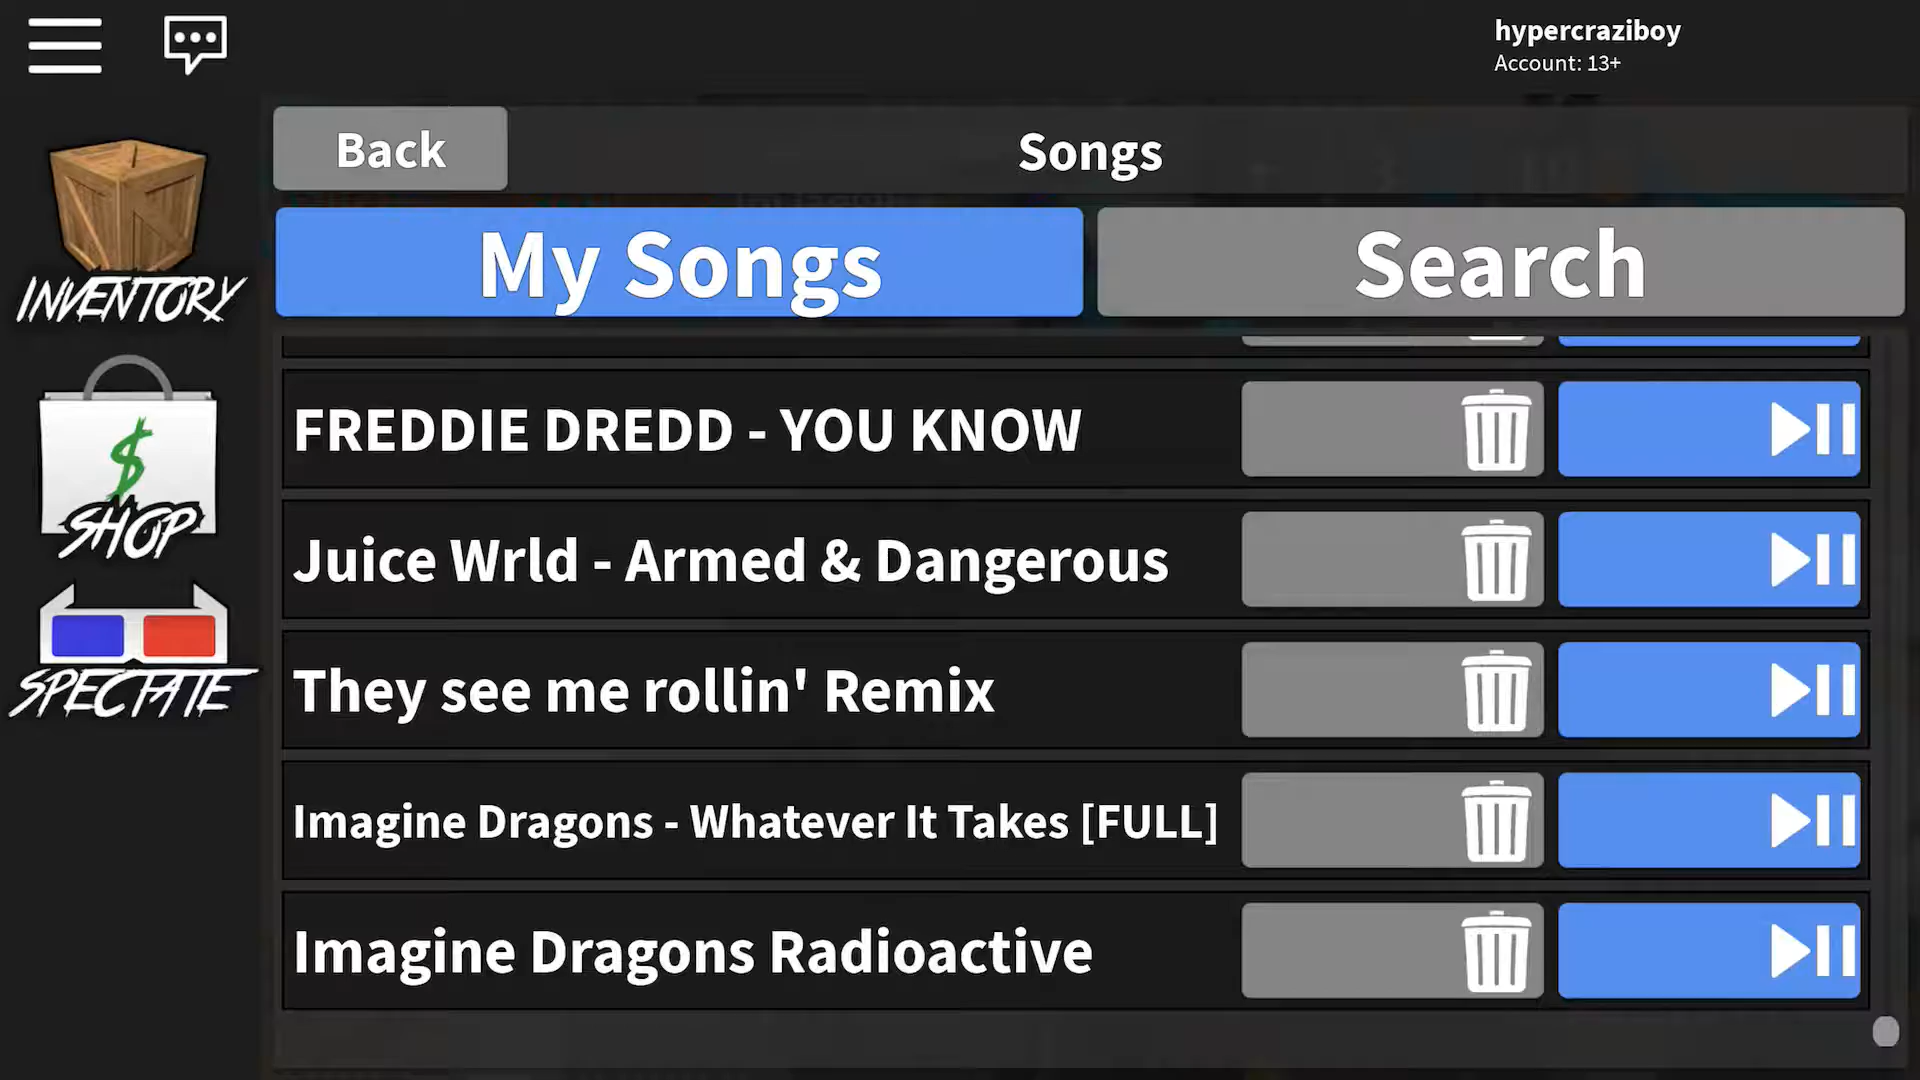 hypercraziboy
Account: 13+
Back
Songs
My Songs
Search
INVENTORY
$
SHOP
SPECTATE
FREDDIE DREDD - YOU KNOW
Juice Wrld - Armed & Dangerous
They see me rollin' Remix
Imagine Dragons - Whatever It Takes [FULL]
Imagine Dragons Radioactive